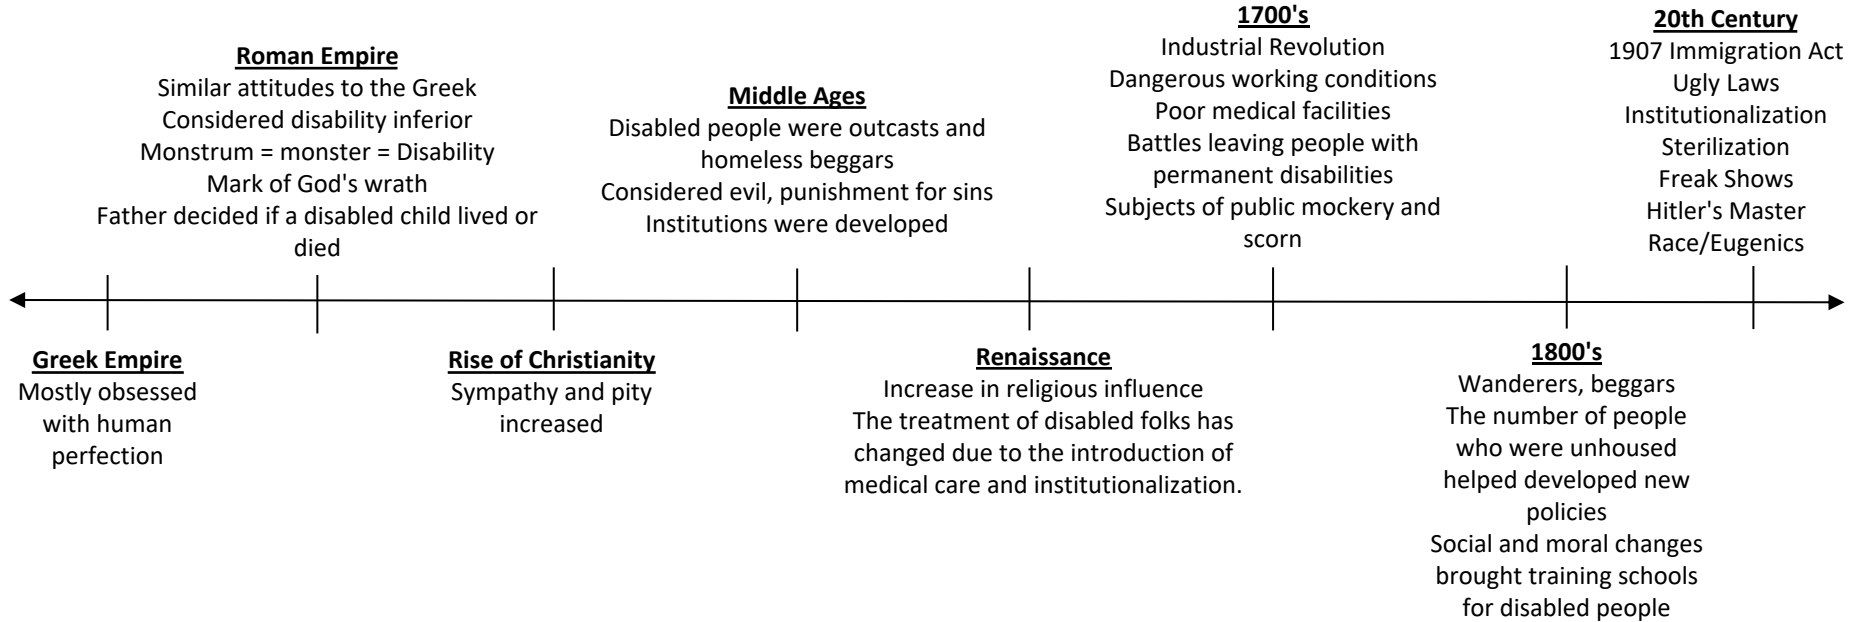 Greek Empire
Mostly obsessed
with human
perfection
Roman Empire
Similar attitudes to the Greek
Considered disability inferior
Monstrum = monster = Disability
Mark of God's wrath
Father decided if a disabled child lived or
died
Rise of Christianity
Sympathy and pity
increased
Middle Ages
Disabled people were outcasts and
homeless beggars
Considered evil, punishment for sins
Institutions were developed
Renaissance
Increase in religious influence
The treatment of disabled folks has
changed due to the introduction of
medical care and institutionalization.
1700's
Industrial Revolution
Dangerous working conditions
Poor medical facilities
Battles leaving people with
permanent disabilities
Subjects of public mockery and
scorn
1800's
Wanderers, beggars
The number of people
who were unhoused
helped developed new
policies
Social and moral changes
brought training schools
for disabled people
20th Century
1907 Immigration Act
Ugly Laws
Institutionalization
Sterilization
Freak Shows
Hitler's Master
Race/Eugenics